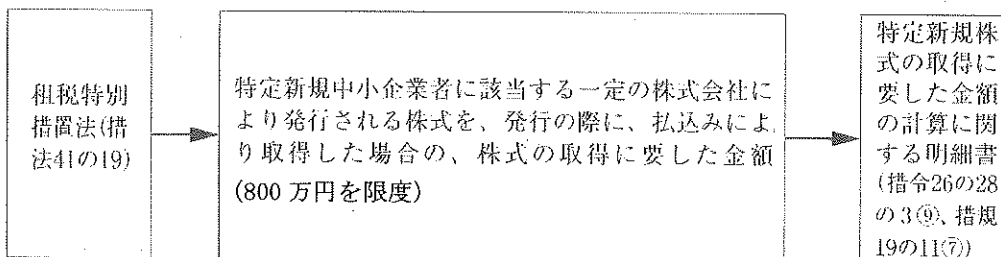 租税特別
措置法(措
法41の19)
特定新規中小企業者に該当する一定の株式会社に
より発行される株式を、発行の際に、払込みによ
り取得した場合の、株式の取得に要した金額
(800 万円を限度)
特定新規株
式の取得に
要した金額
の計算に関
する明細書
(措令26の28
の3⑨、措規
19の11⑦)